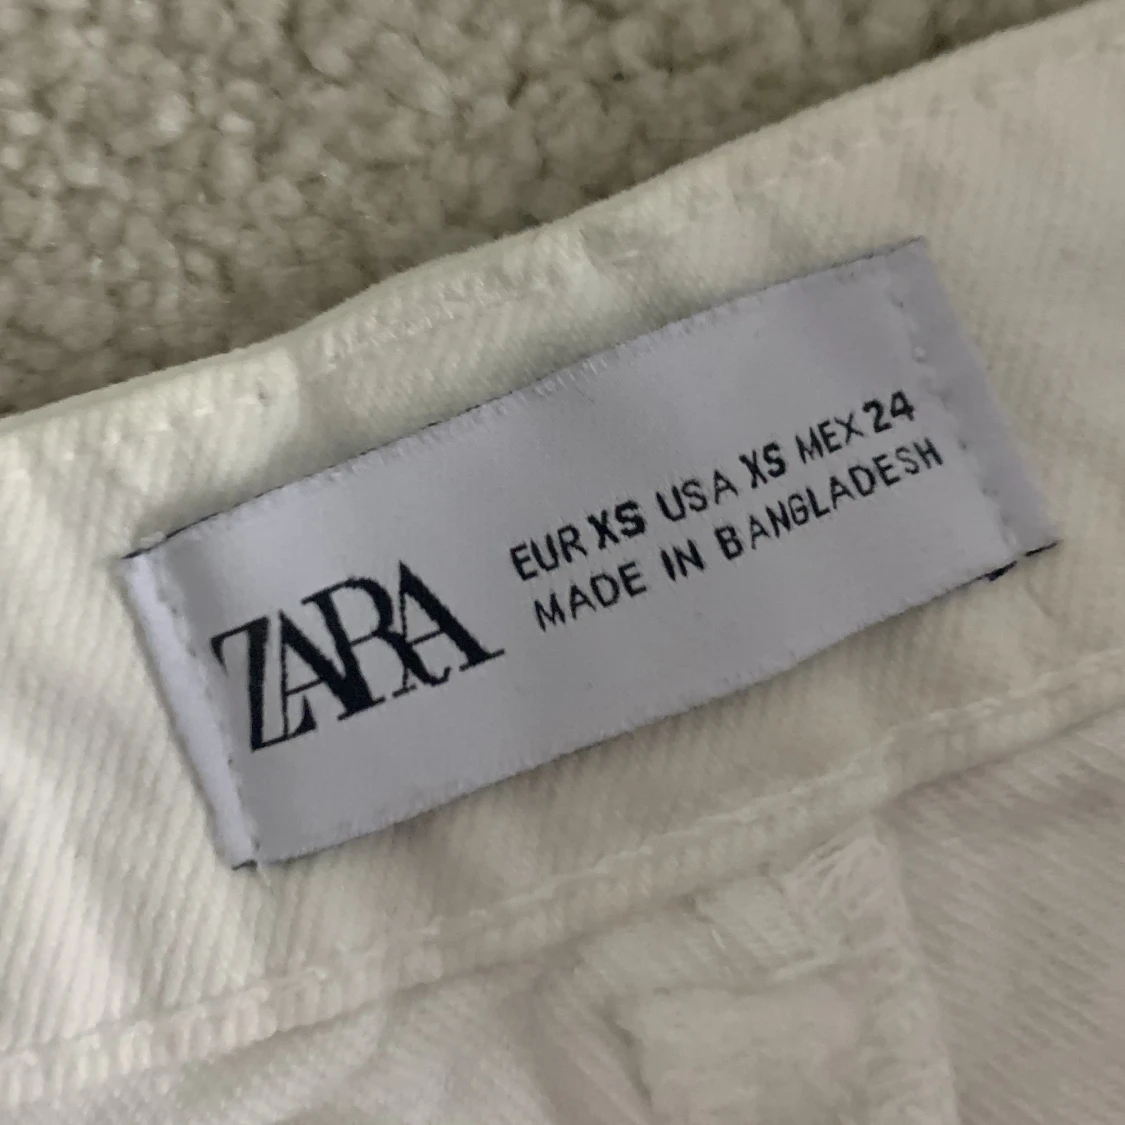 ZARA
EUR XS USA XS MEX 24
MADE IN BANGLADESH